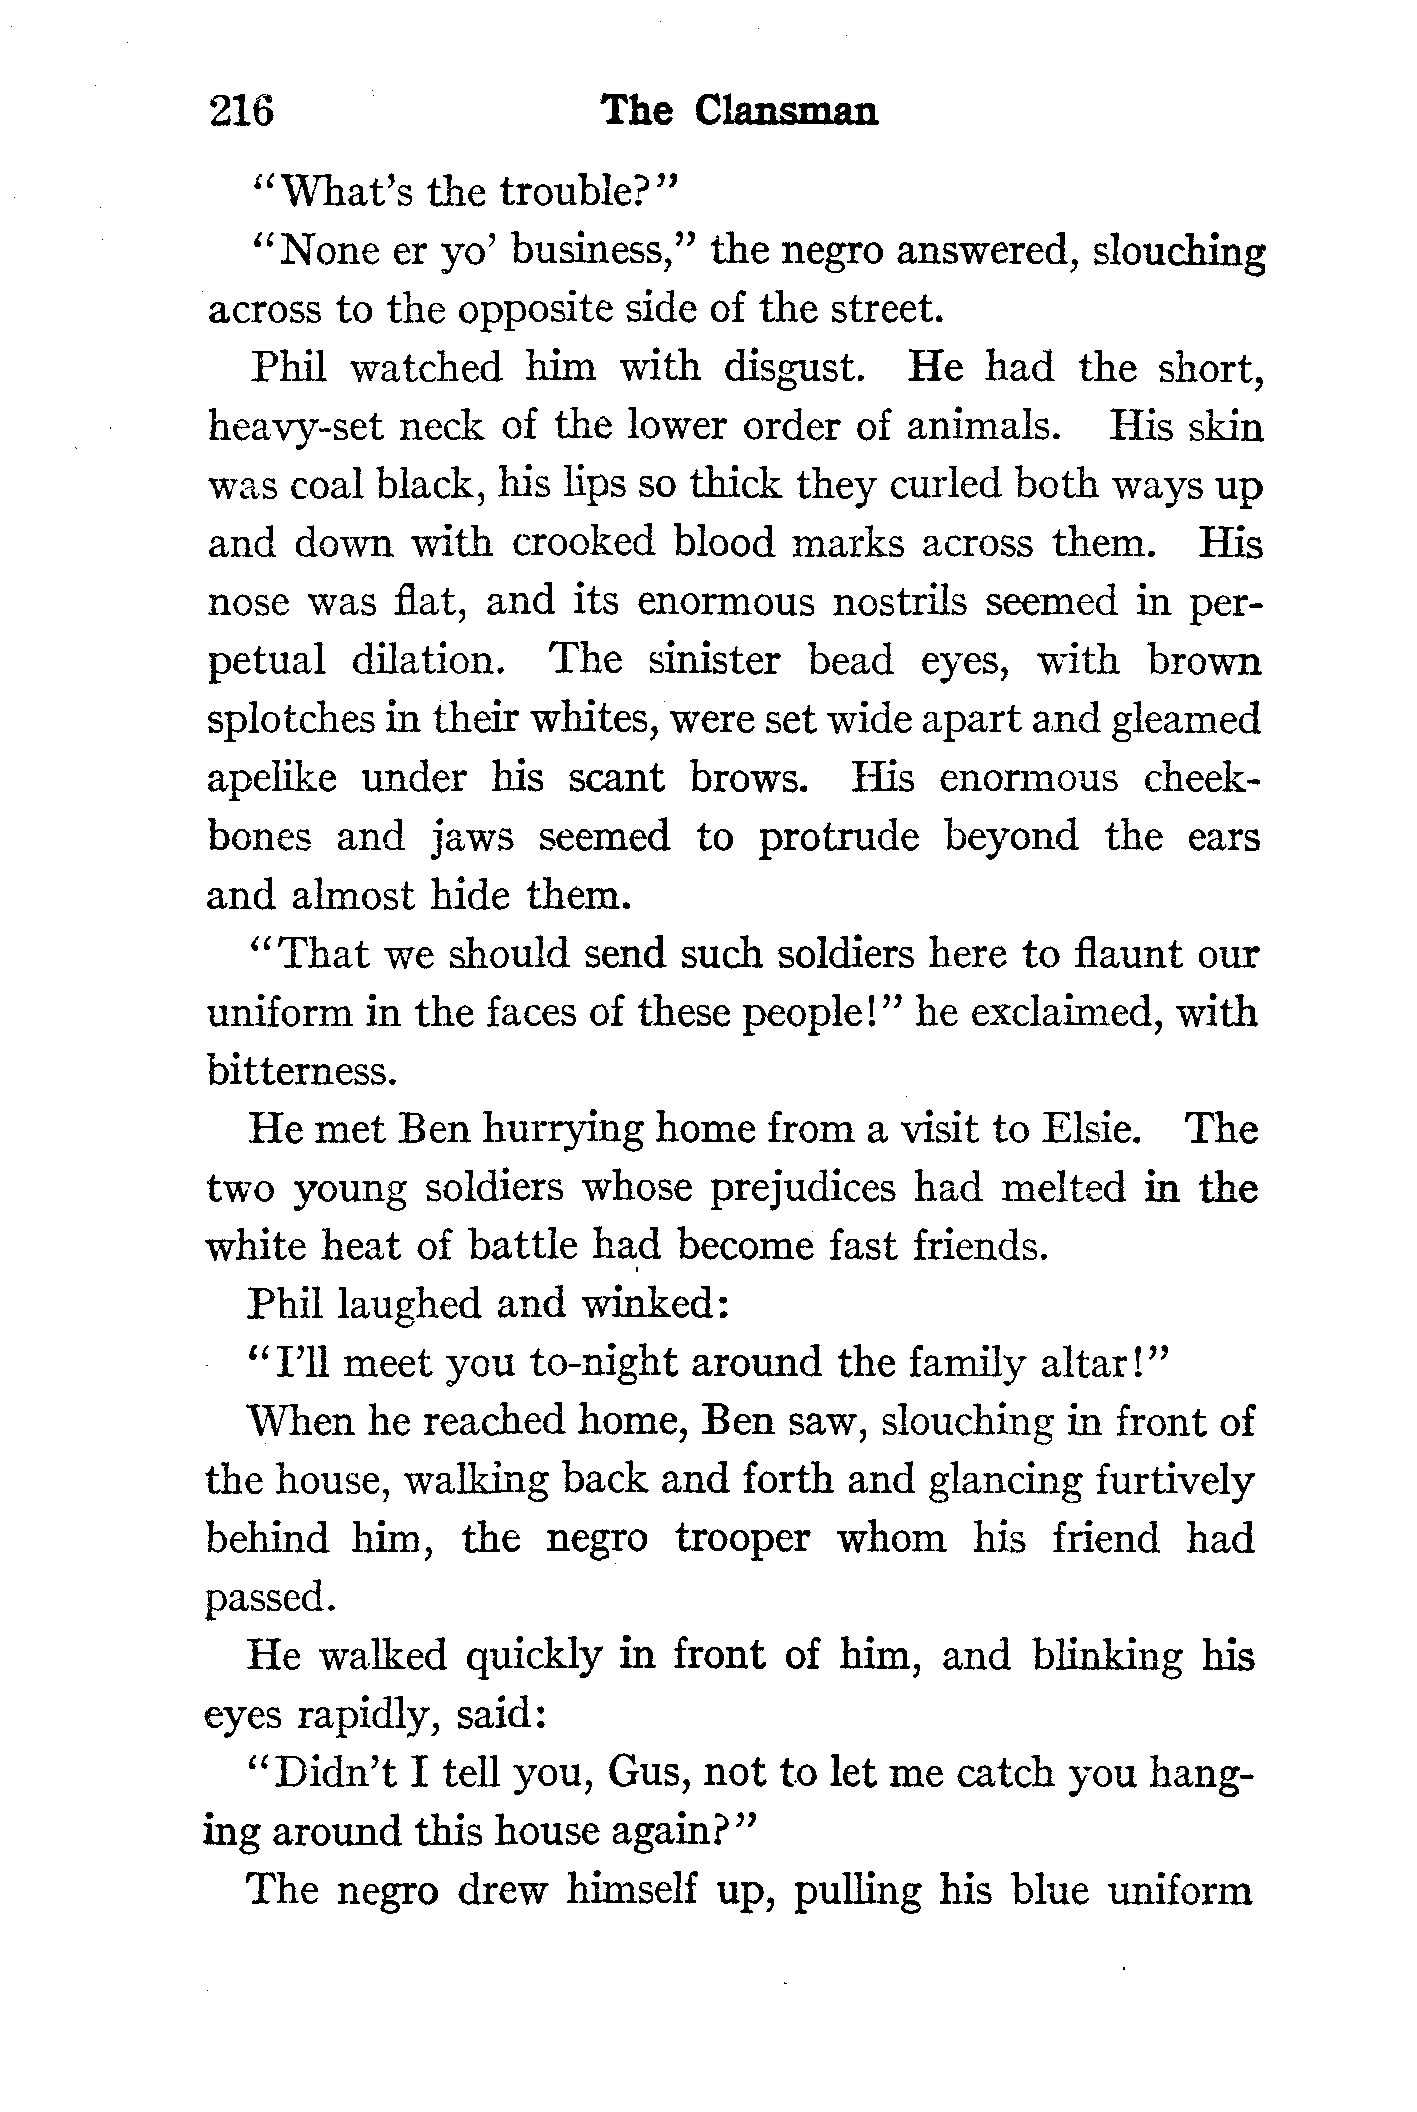 216 The Clansman
"What's the trouble?"
"None er yo' business," the negro answered, slouching
across to the opposite side of the street.
Phil watched him with disgust. He had the short,
heavy-set neck of the lower order of animals. His skin
was coal black, his lips so thick they curled both ways up
and down with crooked blood marks across them. His
nose was flat, and its enormous nostrils seemed in per-
petual dilation. The sinister bead eyes, with brown
splotches in their whites, were set wide apart and gleamed
apelike under his scant brows. His enormous cheek-
bones and jaws seemed to protrude beyond the ears
and almost hide them.
"That we should send such soldiers here to flaunt our
uniform in the faces of these people!" he exclaimed, with
bitterness.
He met Ben hurrying home from a visit to Elsie. The
two young soldiers whose prejudices had melted in the
white heat of battle had become fast friends.
Phil laughed and winked:
"I'll meet you to-night around the family altar!"
When he reached home, Ben saw, slouching in front of
the house, walking back and forth and glancing furtively
behind him, the negro trooper whom his friend had
passed.
He walked quickly in front of him, and blinking his
eyes rapidly, said:
"Didn't I tell you, Gus, not to let me catch you hang-
ing around this house again?"
The negro drew himself up, pulling his blue uniform